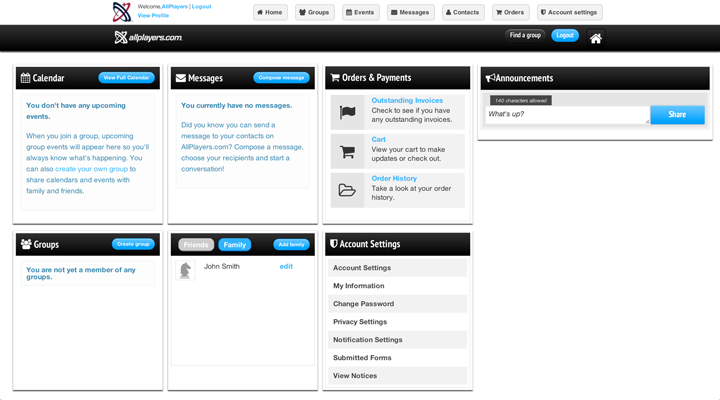 Welcome,AllPlayers | Logout
View Profile
Home
Groups
Events
Messages
Contacts
Orders
Account settings
allplayers.com
Find a group
Logout
Calendar
View Full Calendar
You don't have any upcoming
events.
When you join a group, upcoming
group events will appear here so you'll
always know what's happening. You
can also create your own group to
share calendars and events with
family and friends.
Messages
Compose message
You currently have no messages.
Did you know you can send a
message to your contacts on
AllPlayers.com? Compose a message,
choose your recipients and start a
conversation!
Orders & Payments
Outstanding Invoices
Check to see if you have
any outstanding invoices.
Cart
View your cart to make
updates or check out.
Order History
Take a look at your order
history.
Announcements
140 characters allowed
What's up?
Share
Groups
Create group
You are not yet a member of any
groups.
Friends
Family
Add family
John Smith
edit
Account Settings
Account Settings
My Information
Change Password
Privacy Settings
Notification Settings
Submitted Forms
View Notices